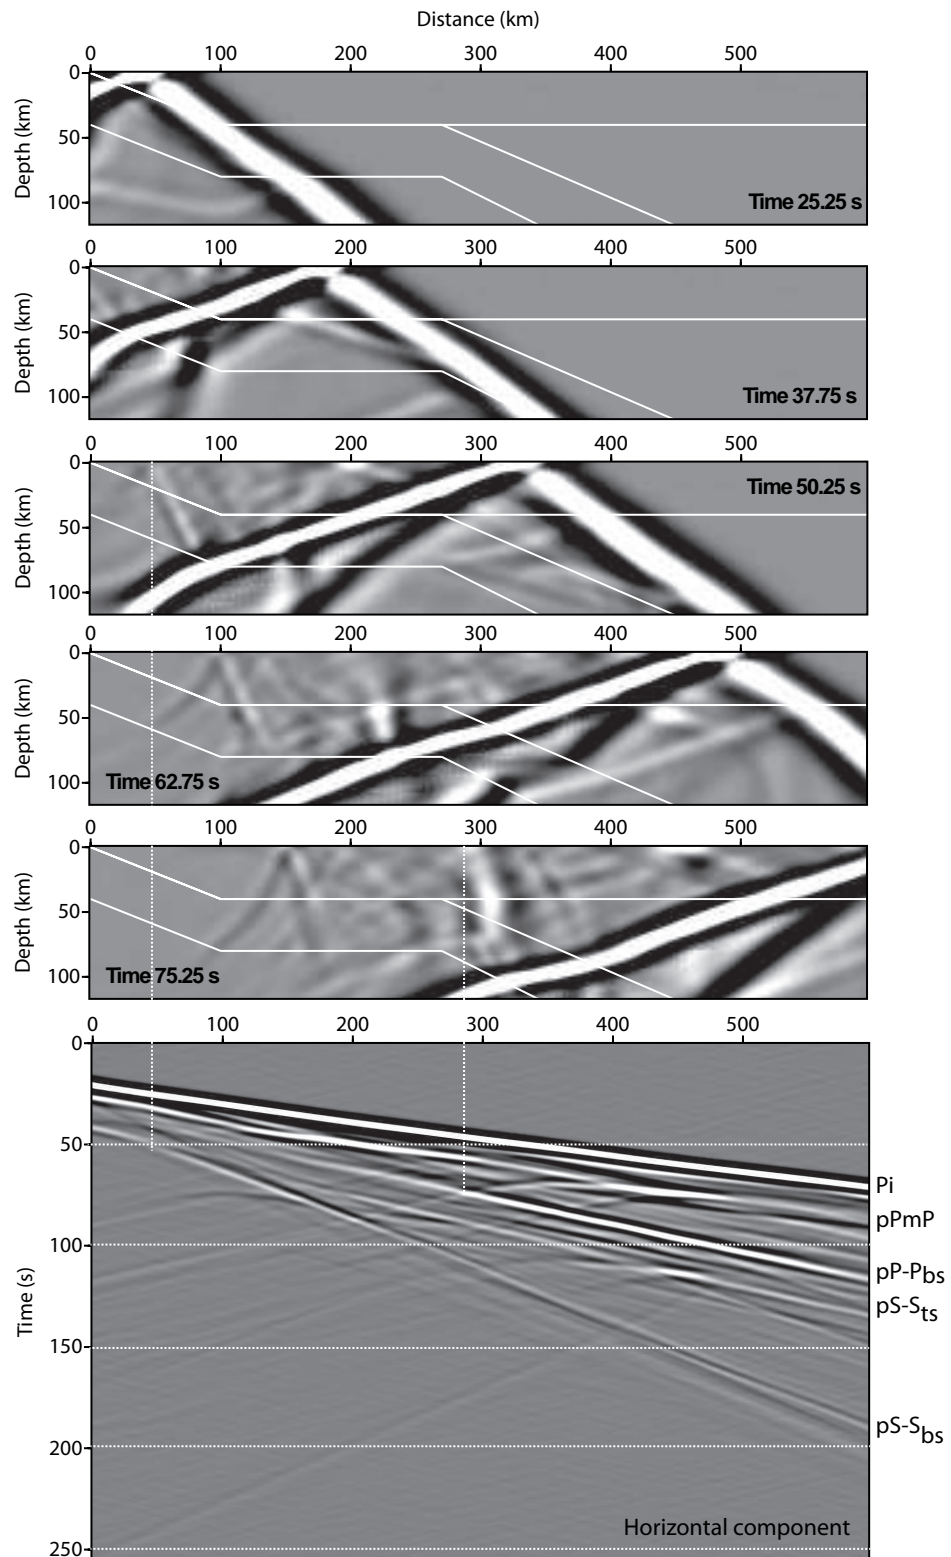 Distance (km)
0 100 200 300 400 500
0
50
100
Depth (km)
Time 25.25 s
0 100 200 300 400 500
0
50
100
Depth (km)
Time 37.75 s
0 100 200 300 400 500
0
50
100
Depth (km)
Time 50.25 s
0 100 200 300 400 500
0
50
100
Depth (km)
Time 62.75 s
0 100 200 300 400 500
0
50
100
Depth (km)
Time 75.25 s
0 100 200 300 400 500
0
50
100
150
200
250
Time (s)
Pi
pPmP
pP-Pbs
pS-Sts
pS-Sbs
Horizontal component